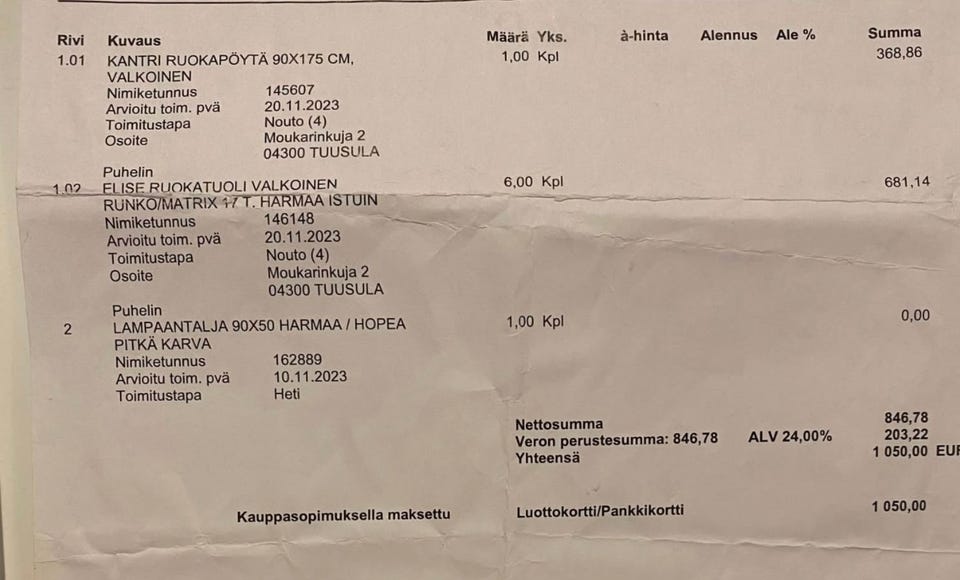 Rivi Kuvaus Määrä Yks. à-hinta Alennus Ale % Summa
1.01 KANTRI RUOKAPÖYTÄ 90X175 CM, 1,00 Kpl 368,86
VALKOINEN
Nimiketunnus 145607
Arvioitu toim. pvä 20.11.2023
Toimitustapa Nouto (4)
Osoite Moukarinkuja 2
04300 TUUSULA
Puhelin
1.02 ELISE RUOKATUOLI VALKOINEN 6,00 Kpl 681,14
RUNKO/MATRIX 17 T. HARMAA ISTUIN
Nimiketunnus 146148
Arvioitu toim. pvä 20.11.2023
Toimitustapa Nouto (4)
Osoite Moukarinkuja 2
04300 TUUSULA
Puhelin
2 LAMPAANTALJA 90X50 HARMAA / HOPEA 1,00 Kpl 0,00
PITKÄ KARVA
Nimiketunnus 162889
Arvioitu toim. pvä 10.11.2023
Toimitustapa Heti
Nettosumma 846,78
Veron perustesumma: 846,78 ALV 24,00% 203,22
Yhteensä 1 050,00 EUR
Kauppasopimuksella maksettu Luottokortti/Pankkikortti 1 050,00